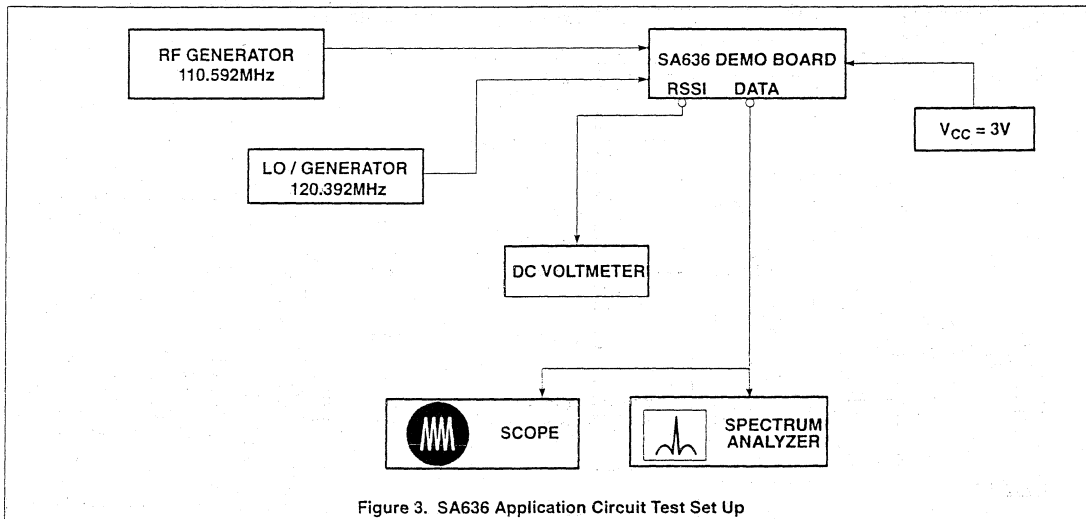 RF GENERATOR
110.592MHz
SA636 DEMO BOARD
RSSI DATA
VCC = 3V
LO / GENERATOR
120.392MHz
DC VOLTMETER
SCOPE
SPECTRUM
ANALYZER
Figure 3. SA636 Application Circuit Test Set Up